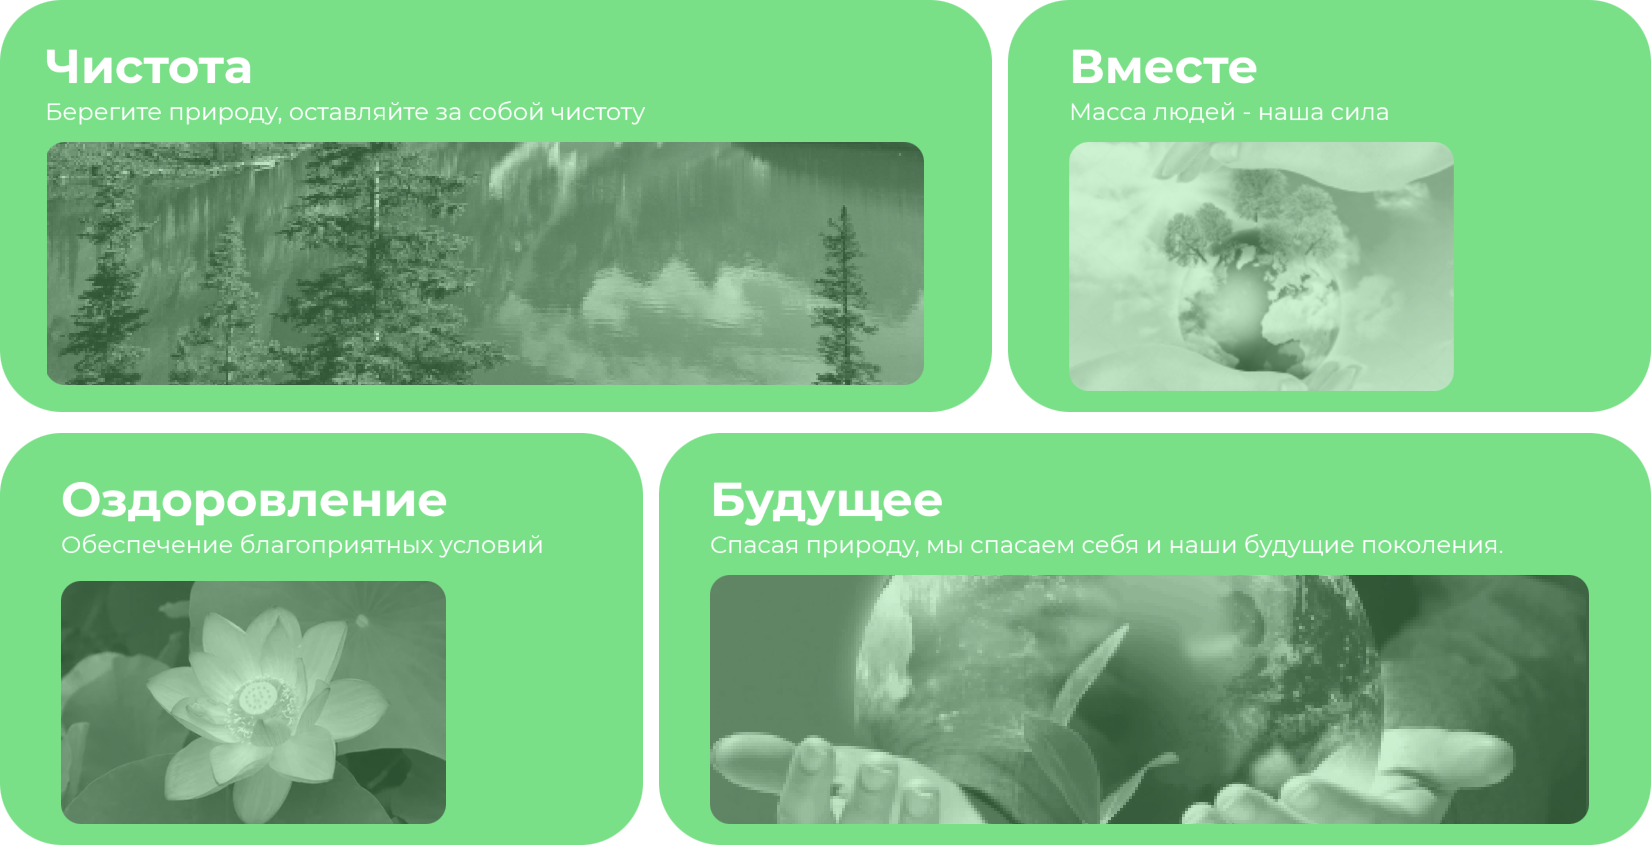 Чистота
Берегите природу, оставляйте за собой чистоту
Вместе
Масса людей - наша сила
Оздоровление
Обеспечение благоприятных условий
Будущее
Спасая природу, мы спасаем себя и наши будущие поколения.